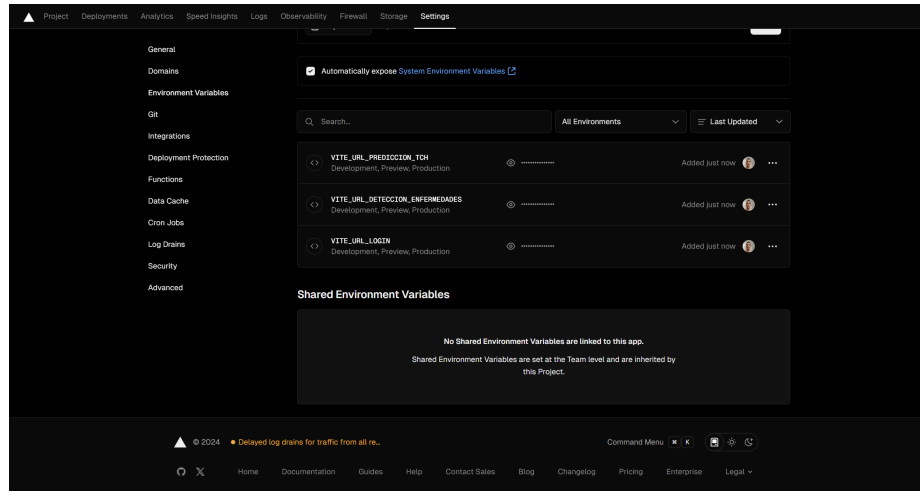 Project Deployments Analytics Speed Insights Logs Observability Firewall Storage Settings
General
Domains
Environment Variables
Git
Integrations
Deployment Protection
Functions
Data Cache
Cron Jobs
Log Drains
Security
Advanced
Automatically expose System Environment Variables
Search...
All Environments
Last Updated
VITE_URL_PREDICCION_TCH
Development, Preview, Production
Added just now
VITE_URL_DETECCION_ENFERMEDADES
Development, Preview, Production
Added just now
VITE_URL_LOGIN
Development, Preview, Production
Added just now
Shared Environment Variables
No Shared Environment Variables are linked to this app.
Shared Environment Variables are set at the Team level and are inherited by
this Project.
© 2024 Delayed log drains for traffic from all re...
Command Menu ⌘ K
Home Documentation Guides Help Contact Sales Blog Changelog Pricing Enterprise Legal